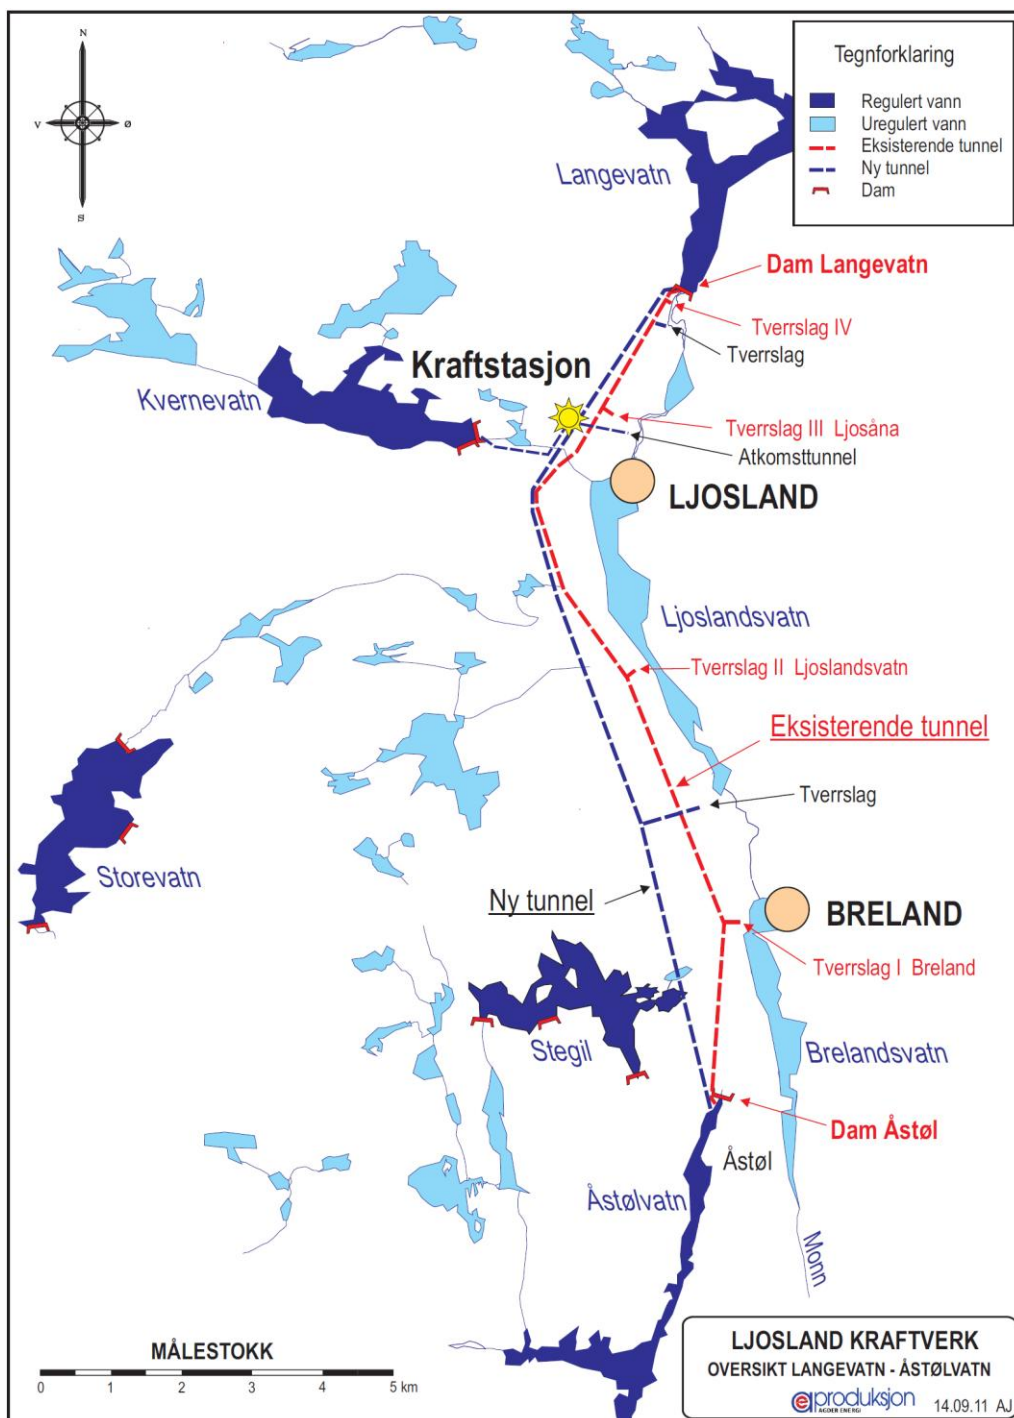 N
V
Ø
S
Tegnforklaring
Regulert vann
Uregulert vann
Eksisterende tunnel
Ny tunnel
Dam
Langevatn
Dam Langevatn
Tverrslag IV
Tverrslag
Kraftstasjon
Kvernevatn
Tverrslag III Ljosåna
Atkomsttunnel
LJOSLAND
Ljoslandsvatn
Tverrslag II Ljoslandsvatn
Eksisterende tunnel
Tverrslag
Storevatn
Ny tunnel
BRELAND
Tverrslag I Breland
Stegil
Brelandsvatn
Dam Åstøl
Åstøl
Åstølvatn
Monn
MÅLESTOKK
0 1 2 3 4 5 km
LJOSLAND KRAFTVERK
OVERSIKT LANGEVATN - ÅSTØLVATN
ae produksjon
AGDER ENERGI
14.09.11 AJ